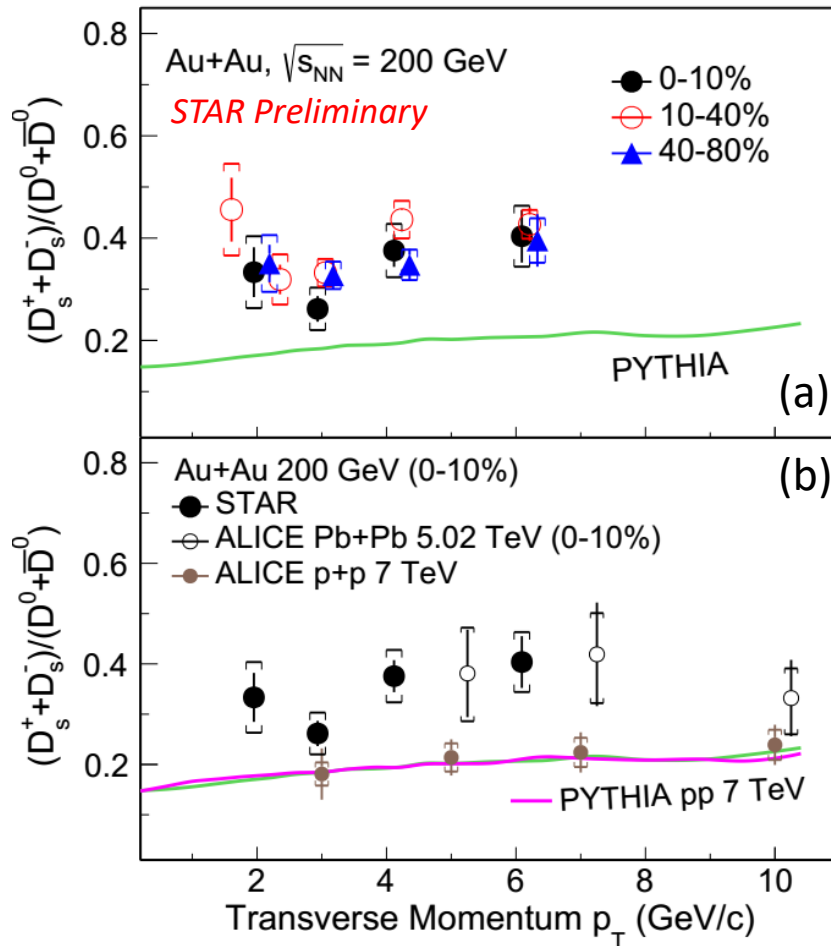 0.8
Au+Au, √s_NN = 200 GeV
STAR Preliminary
0-10%
10-40%
40-80%
0.6
0.4
0.2
(D_s^+ + D_s^-)/(D^0 + D̅^0)
PYTHIA
(a)
0.8
Au+Au 200 GeV (0-10%)
(b)
STAR
ALICE Pb+Pb 5.02 TeV (0-10%)
ALICE p+p 7 TeV
0.6
0.4
0.2
(D_s^+ + D_s^-)/(D^0 + D̅^0)
PYTHIA pp 7 TeV
2 4 6 8 10
Transverse Momentum p_T (GeV/c)